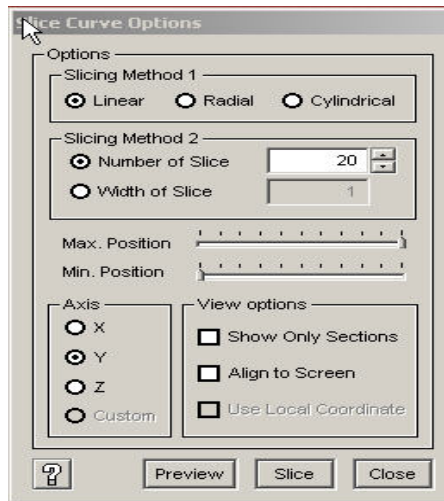 Slice Curve Options
Options
Slicing Method 1
Linear Radial Cylindrical
Slicing Method 2
Number of Slice 20
Width of Slice 1
Max. Position
Min. Position
Axis
X
Y
Z
Custom
View options
Show Only Sections
Align to Screen
Use Local Coordinate
? Preview Slice Close